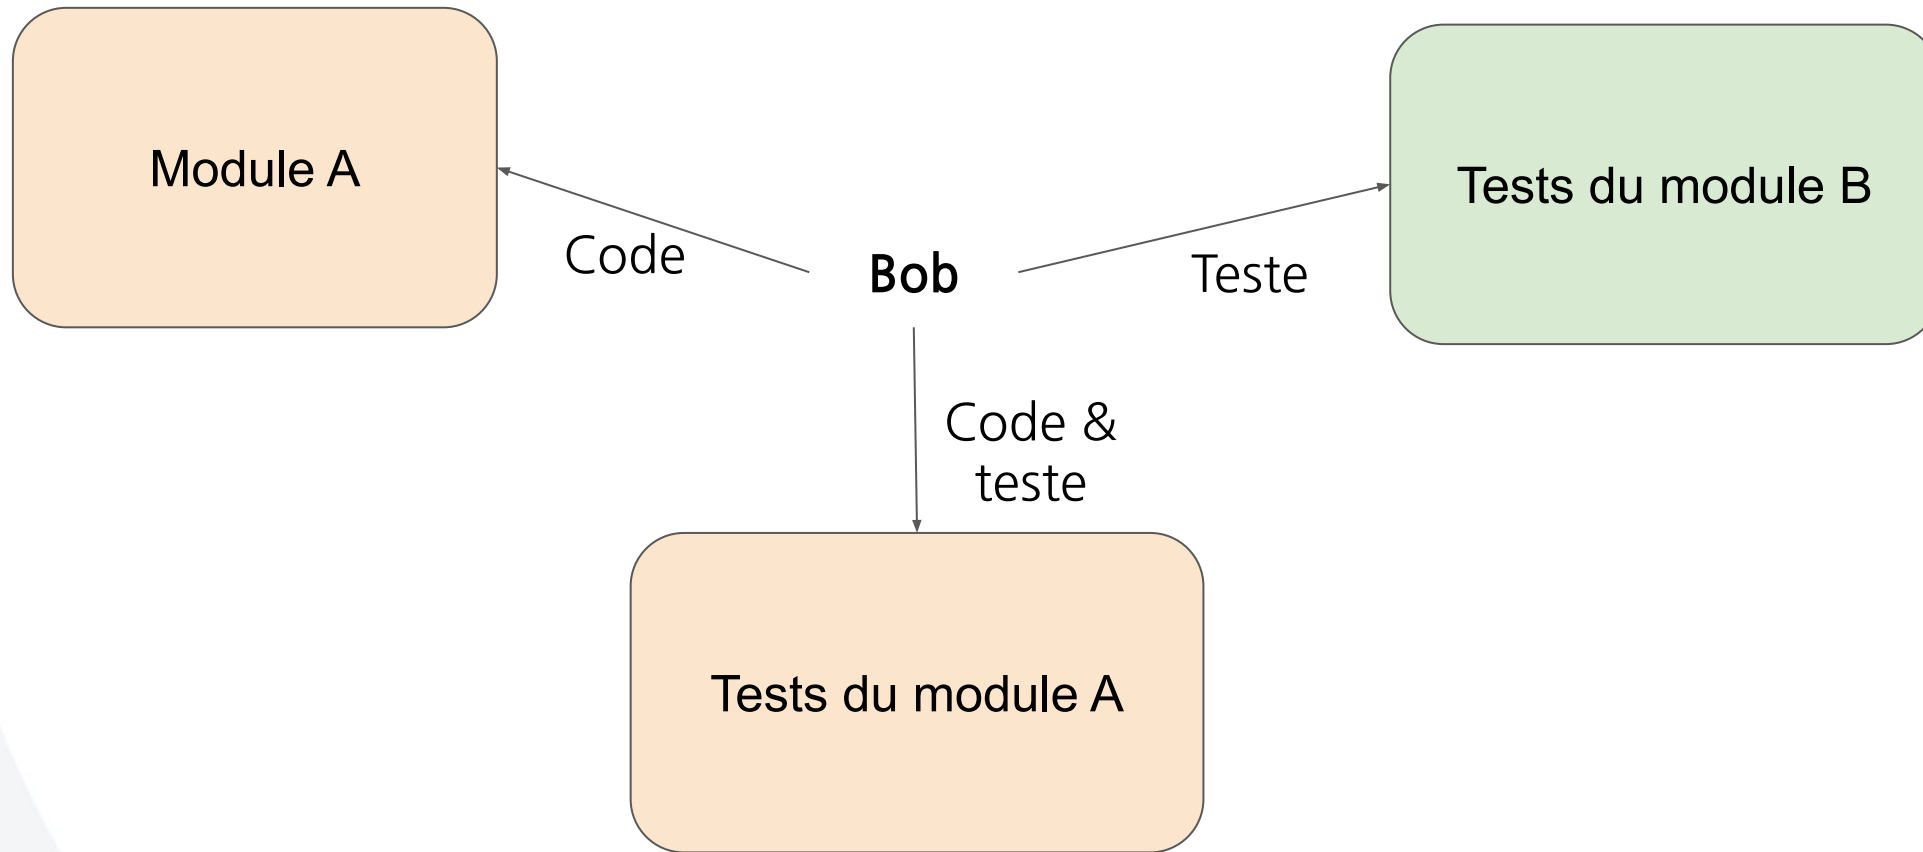 Module A
Code
Bob
Teste
Tests du module B
Code &
teste
Tests du module A